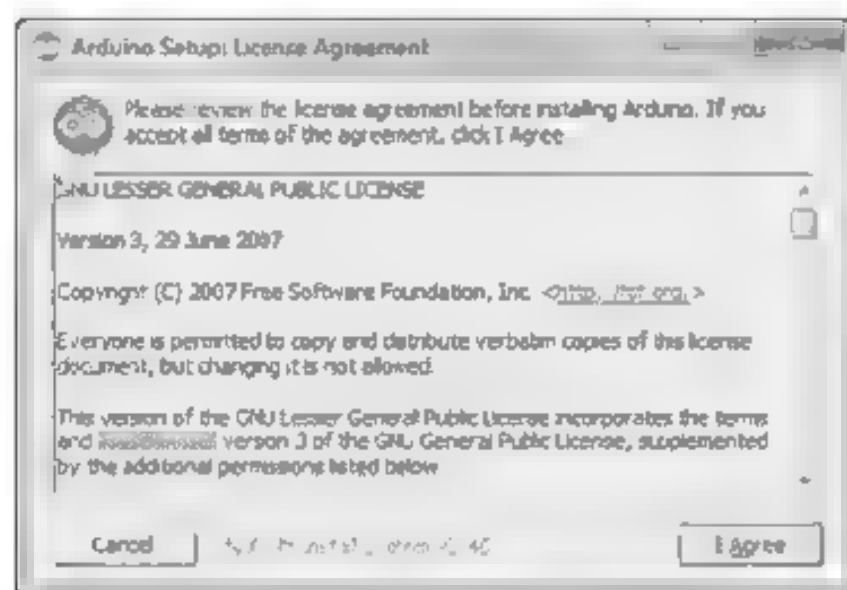 Arduino Setup: License Agreement
Please review the license agreement before installing Arduino. If you
accept all terms of the agreement, click I Agree
GNU LESSER GENERAL PUBLIC LICENSE
Version 3, 29 June 2007
Copyright (C) 2007 Free Software Foundation, Inc.
Everyone is permitted to copy and distribute verbatim copies of this license
document, but changing it is not allowed.
This version of the GNU Lesser General Public License incorporates the terms
and version 3 of the GNU General Public License, supplemented
by the additional permissions listed below
Cancel
I Agree